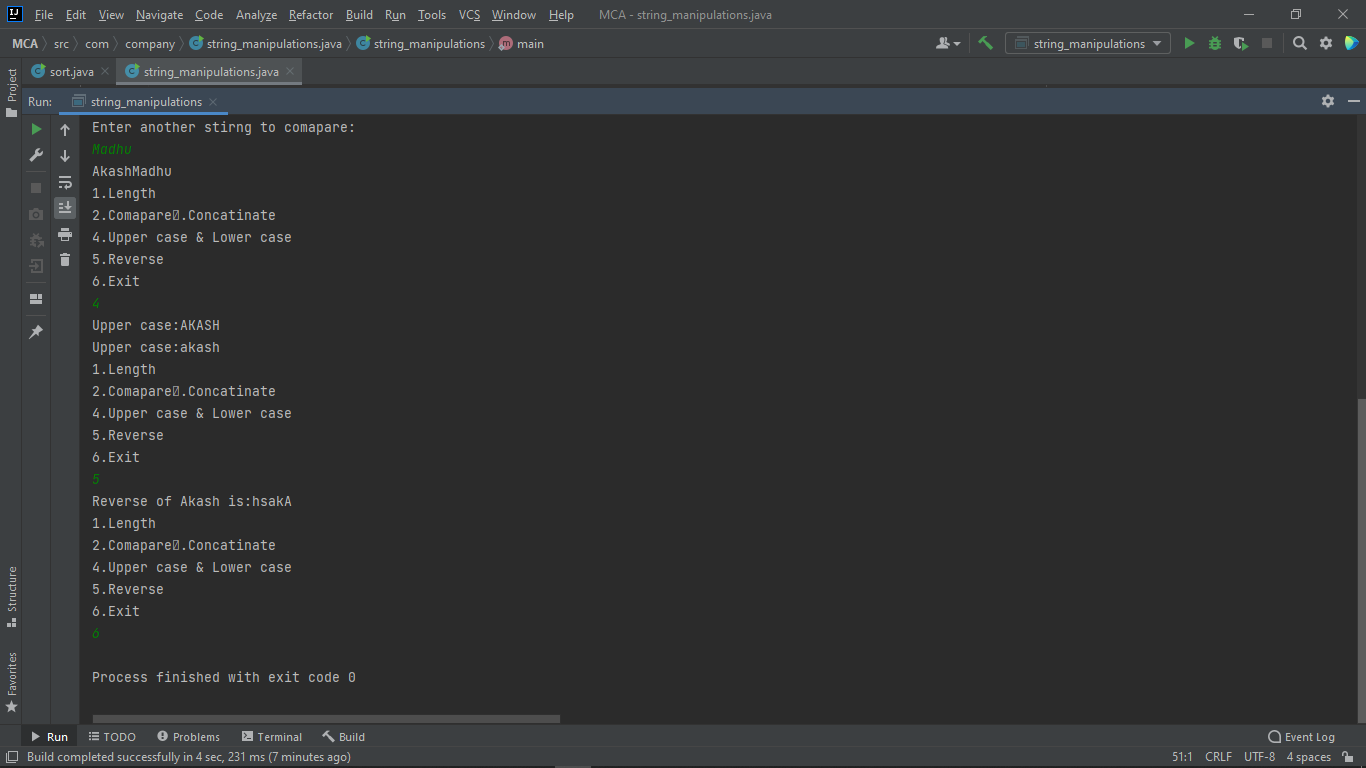 File Edit View Navigate Code Analyze Refactor Build Run Tools VCS Window Help MCA - string_manipulations.java
MCA src com company string_manipulations.java string_manipulations m main string_manipulations
Project
sort.java string_manipulations.java
Run: string_manipulations
Enter another stirng to comapare:
Madhu
AkashMadhu
1.Length
2.Comapare.Concatinate
4.Upper case & Lower case
5.Reverse
6.Exit
4
Upper case:AKASH
Upper case:akash
1.Length
2.Comapare.Concatinate
4.Upper case & Lower case
5.Reverse
6.Exit
5
Reverse of Akash is:hsakA
1.Length
2.Comapare.Concatinate
4.Upper case & Lower case
5.Reverse
6.Exit
6
Process finished with exit code 0
Structure
Favorites
Run TODO Problems Terminal Build Event Log
Build completed successfully in 4 sec, 231 ms (7 minutes ago) 51:1 CRLF UTF-8 4 spaces